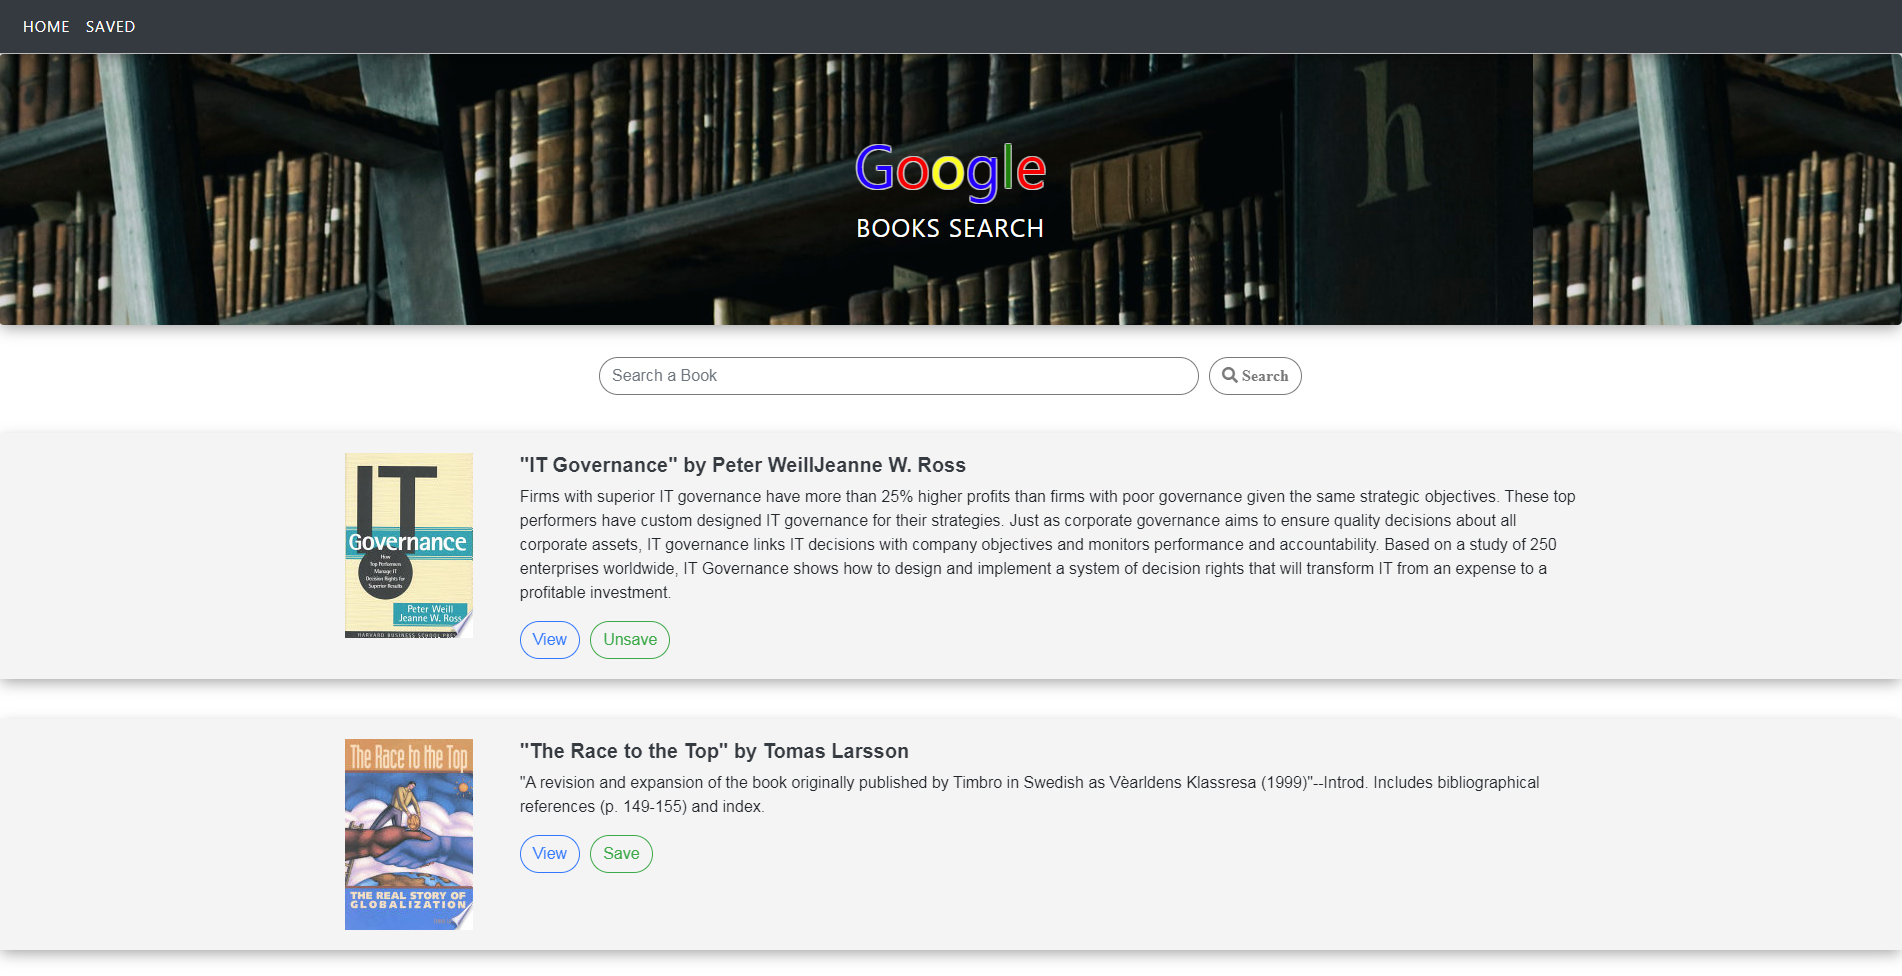 HOME SAVED
h
Google
BOOKS SEARCH
Search a Book
Search
IT
Governance
How
Top Performers
Manage IT
Decision Rights for
Superior Results
Peter Weill
Jeanne W. Ross
HARVARD BUSINESS SCHOOL PRE
"IT Governance" by Peter WeillJeanne W. Ross
Firms with superior IT governance have more than 25% higher profits than firms with poor governance given the same strategic objectives. These top
performers have custom designed IT governance for their strategies. Just as corporate governance aims to ensure quality decisions about all
corporate assets, IT governance links IT decisions with company objectives and monitors performance and accountability. Based on a study of 250
enterprises worldwide, IT Governance shows how to design and implement a system of decision rights that will transform IT from an expense to a
profitable investment.
View Unsave
The Race to the Top
THE REAL STORY OF
GLOBALIZATION
"The Race to the Top" by Tomas Larsson
"A revision and expansion of the book originally published by Timbro in Swedish as Vèarldens Klassresa (1999)"--Introd. Includes bibliographical
references (p. 149-155) and index.
View Save